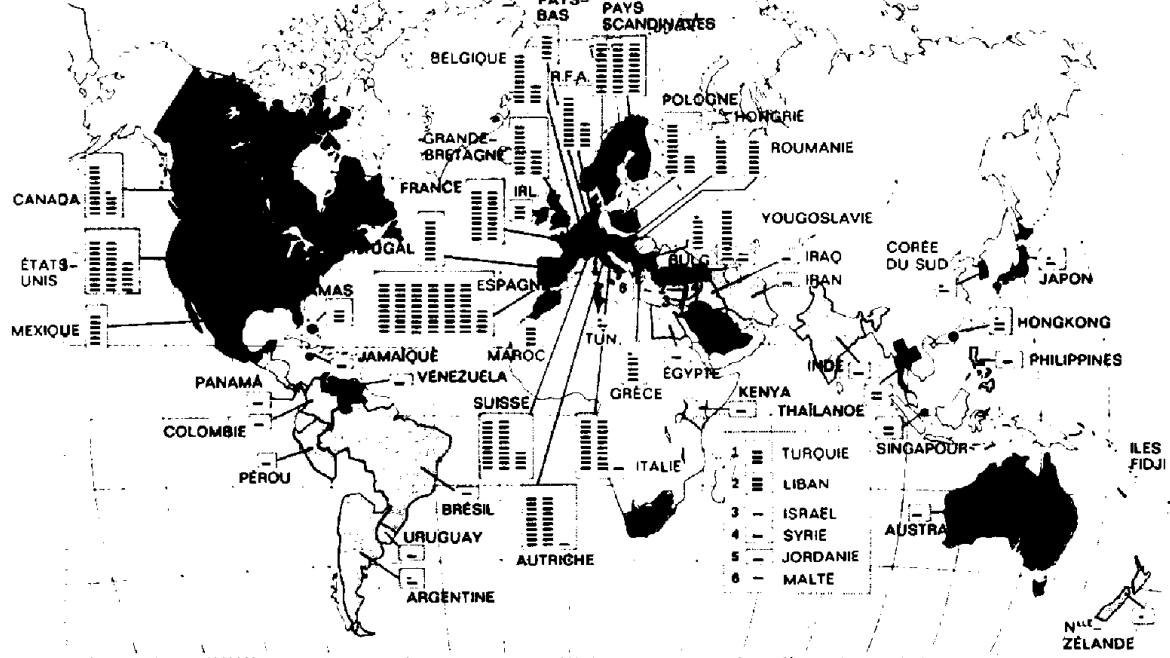 PAYS-
BAS
PAYS
SCANDINAVES
BELGIQUE
R.F.A.
POLOGNE
HONGRIE
ROUMANIE
GRANDE-
BRETAGNE
FRANCE
IRL.
CANADA
YOUGOSLAVIE
ÉTATS-
UNIS
BULG
IRAQ
IRAN
CORÉE
DU SUD
JAPON
ESPAGNE
MEXIQUE
JAMAÏQUE
MAROC
TUN.
ÉGYPTE
INDE
HONGKONG
PHILIPPINES
PANAMÁ
VÉNEZUELA
SUISSE
GRÈCE
KENYA
THAÏLANDE
COLOMBIE
SINGAPOUR
PÉROU
ITALIE
ILES
FIDJI
1 TURQUIE
2 LIBAN
3 ISRAËL
4 SYRIE
5 JORDANIE
6 MALTE
BRÉSIL
AUSTRA
URUGUAY
AUTRICHE
ARGENTINE
Nlle-
ZÉLANDE